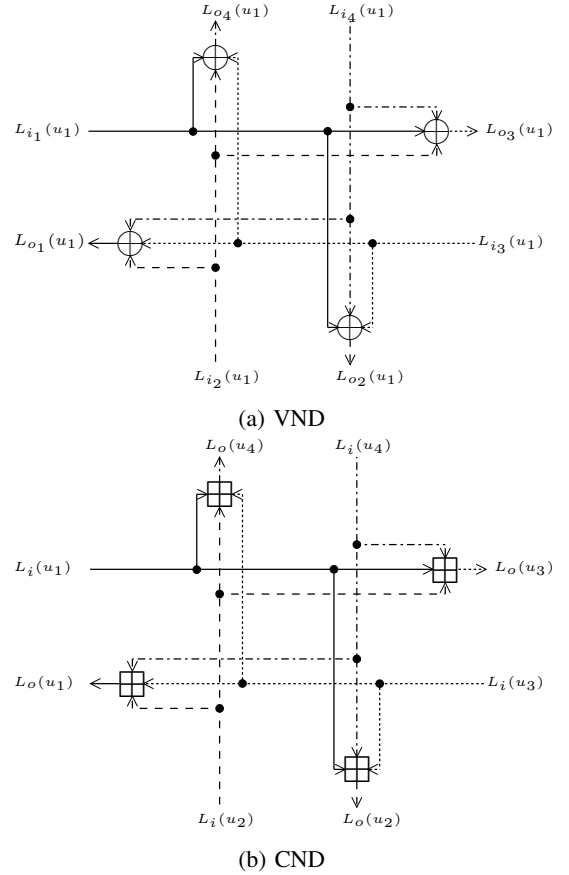 L_{o_4}(u_1) L_{i_4}(u_1)
L_{i_1}(u_1) L_{o_3}(u_1)
L_{o_1}(u_1) L_{i_3}(u_1)
L_{i_2}(u_1) L_{o_2}(u_1)
(a) VND
L_o(u_4) L_i(u_4)
L_i(u_1) L_o(u_3)
L_o(u_1) L_i(u_3)
L_i(u_2) L_o(u_2)
(b) CND